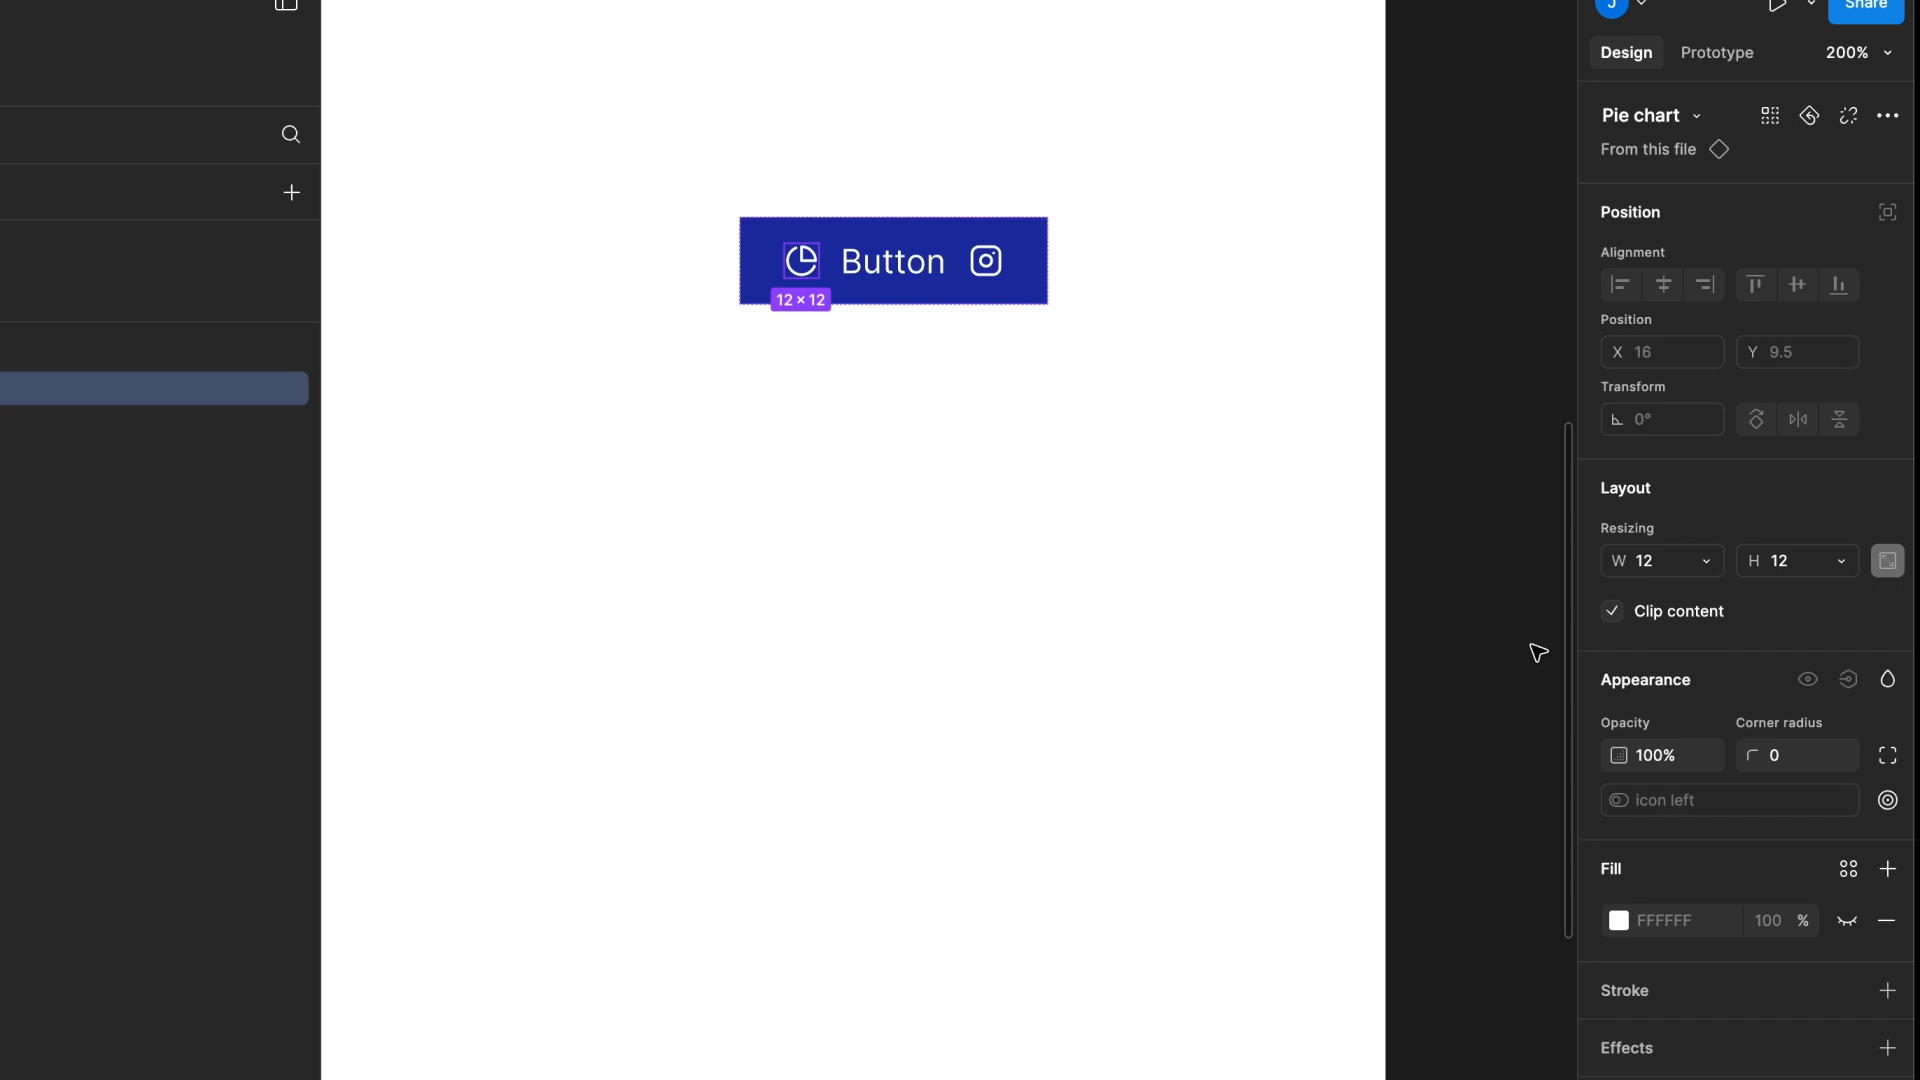 J
Share
Design Prototype 200%
Pie chart
From this file
Position
Alignment
Position
X 16 Y 9.5
Transform
0°
Layout
Resizing
W 12 H 12
Clip content
Appearance
Opacity Corner radius
100% 0
icon left
Fill
FFFFFF 100 %
Stroke
Effects
Button
12 × 12